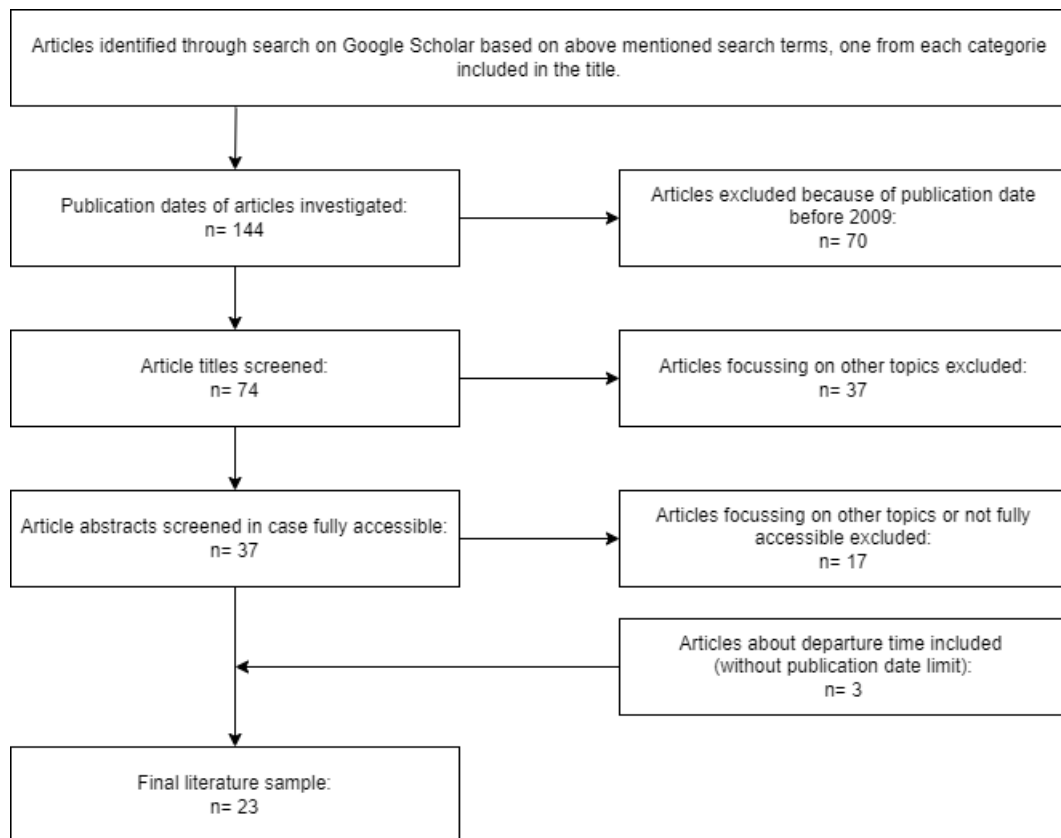 Articles identified through search on Google Scholar based on above mentioned search terms, one from each categorie
included in the title.
Publication dates of articles investigated:
n= 144
Articles excluded because of publication date
before 2009:
n= 70
Article titles screened:
n= 74
Articles focussing on other topics excluded:
n= 37
Article abstracts screened in case fully accessible:
n= 37
Articles focussing on other topics or not fully
accessible excluded:
n= 17
Articles about departure time included
(without publication date limit):
n= 3
Final literature sample:
n= 23